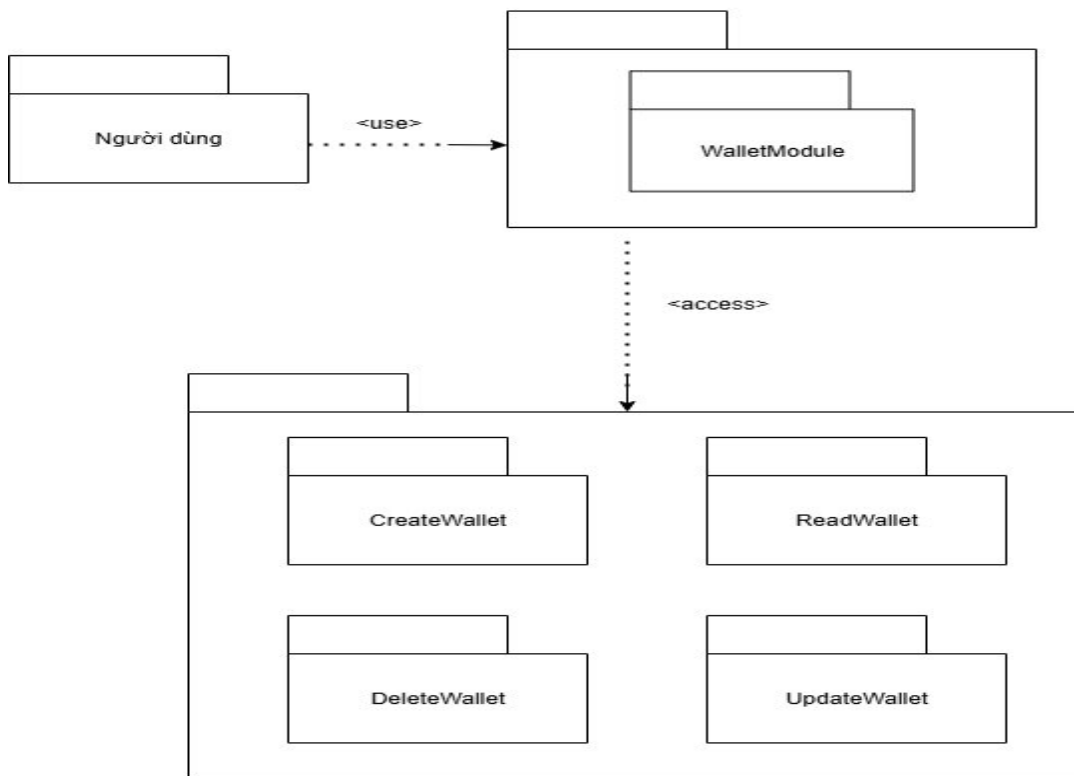 Người dùng
<use>
WalletModule
<access>
CreateWallet
ReadWallet
DeleteWallet
UpdateWallet